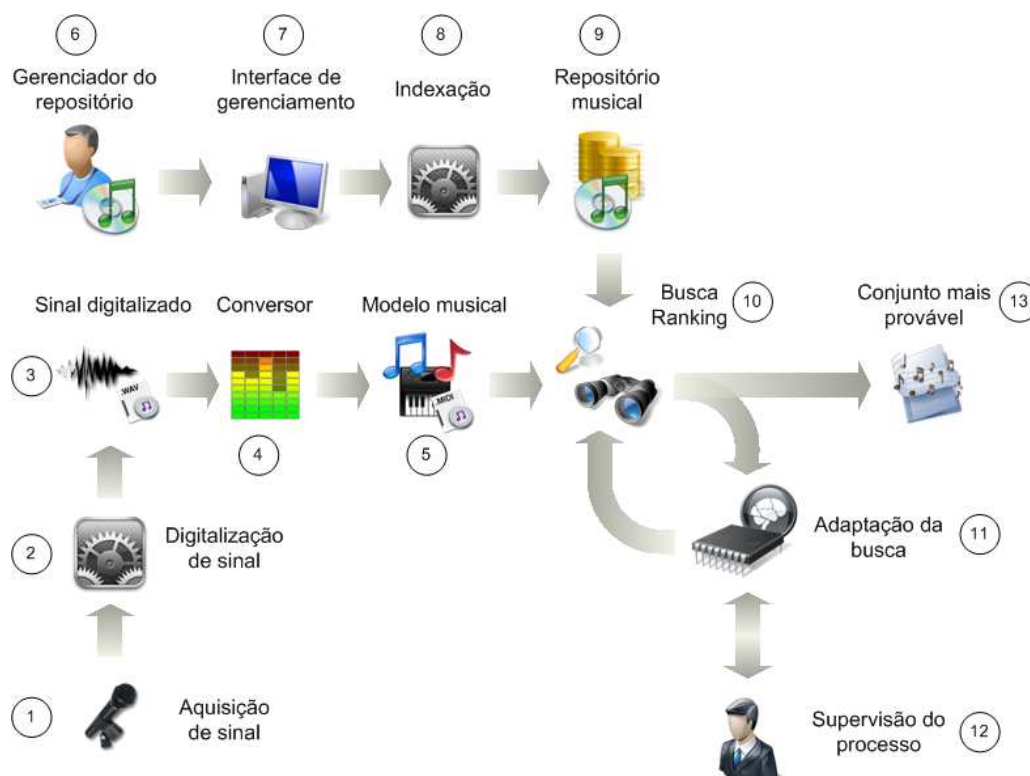 6
7
8
9
Gerenciador do
repositório
Interface de
gerenciamento
Indexação
Repositório
musical
Sinal digitalizado
Conversor
Modelo musical
Busca
Ranking
10
Conjunto mais
provável
13
3
.WAV
.MIDI
4
5
2
Digitalização
de sinal
Adaptação da
busca
11
1
Aquisição
de sinal
Supervisão do
processo
12